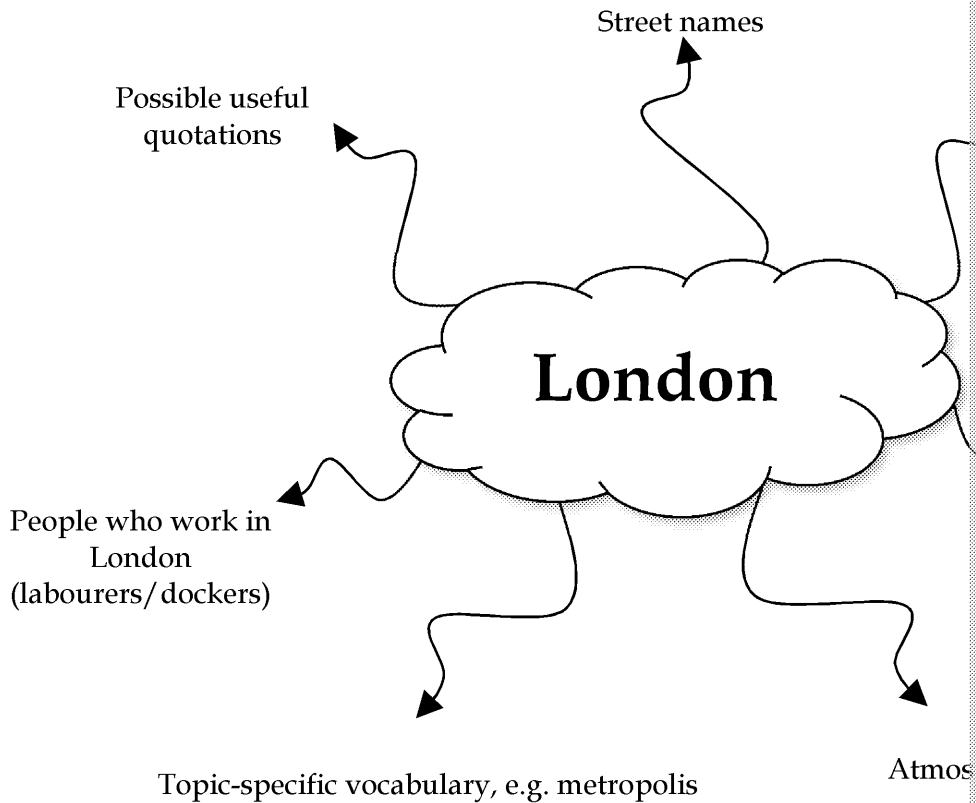 Street names
Possible useful
quotations
London
People who work in
London
(labourers/dockers)
Topic-specific vocabulary, e.g. metropolis